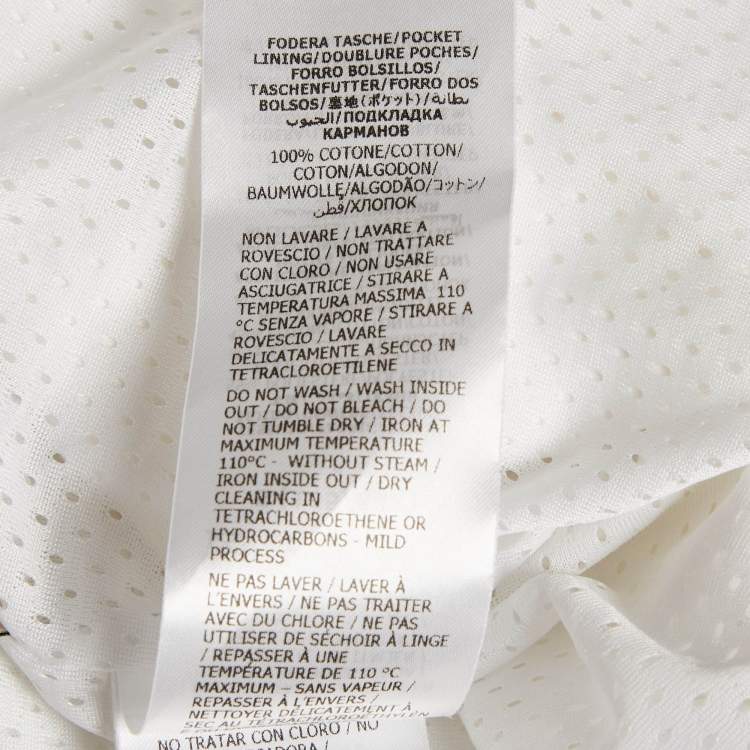 FODERA TASCHE/POCKET
LINING/DOUBLURE POCHES/
FORRO BOLSILLOS/
TASCHENFUTTER/FORRO DOS
BOLSOS/裏地(ポケット)/بطانة
الجيوب/ПОДКЛАДКА
КАРМАНОВ
100% COTONE/COTTON/
COTON/ALGODON/
BAUMWOLLE/ALGODÃO/コットン/
قطن/ХЛОПОК
NON LAVARE / LAVARE A
ROVESCIO / NON TRATTARE
CON CLORO / NON USARE
ASCIUGATRICE / STIRARE A
TEMPERATURA MASSIMA 110
°C SENZA VAPORE / STIRARE A
ROVESCIO / LAVARE
DELICATAMENTE A SECCO IN
TETRACLOROETILENE
DO NOT WASH / WASH INSIDE
OUT / DO NOT BLEACH / DO
NOT TUMBLE DRY / IRON AT
MAXIMUM TEMPERATURE
110°C - WITHOUT STEAM /
IRON INSIDE OUT / DRY
CLEANING IN
TETRACHLOROETHENE OR
HYDROCARBONS - MILD
PROCESS
NE PAS LAVER / LAVER À
L'ENVERS / NE PAS TRAITER
AVEC DU CHLORE / NE PAS
UTILISER DE SÉCHOIR À LINGE
/ REPASSER À UNE
TEMPÉRATURE DE 110 °C
MAXIMUM – SANS VAPEUR /
REPASSER À L'ENVERS /
NETTOYER DÉLICATEMENT À
SEC AU TÉTRACHLOROÉTHYLÈN
NO TRATAR CON CLORO / NO